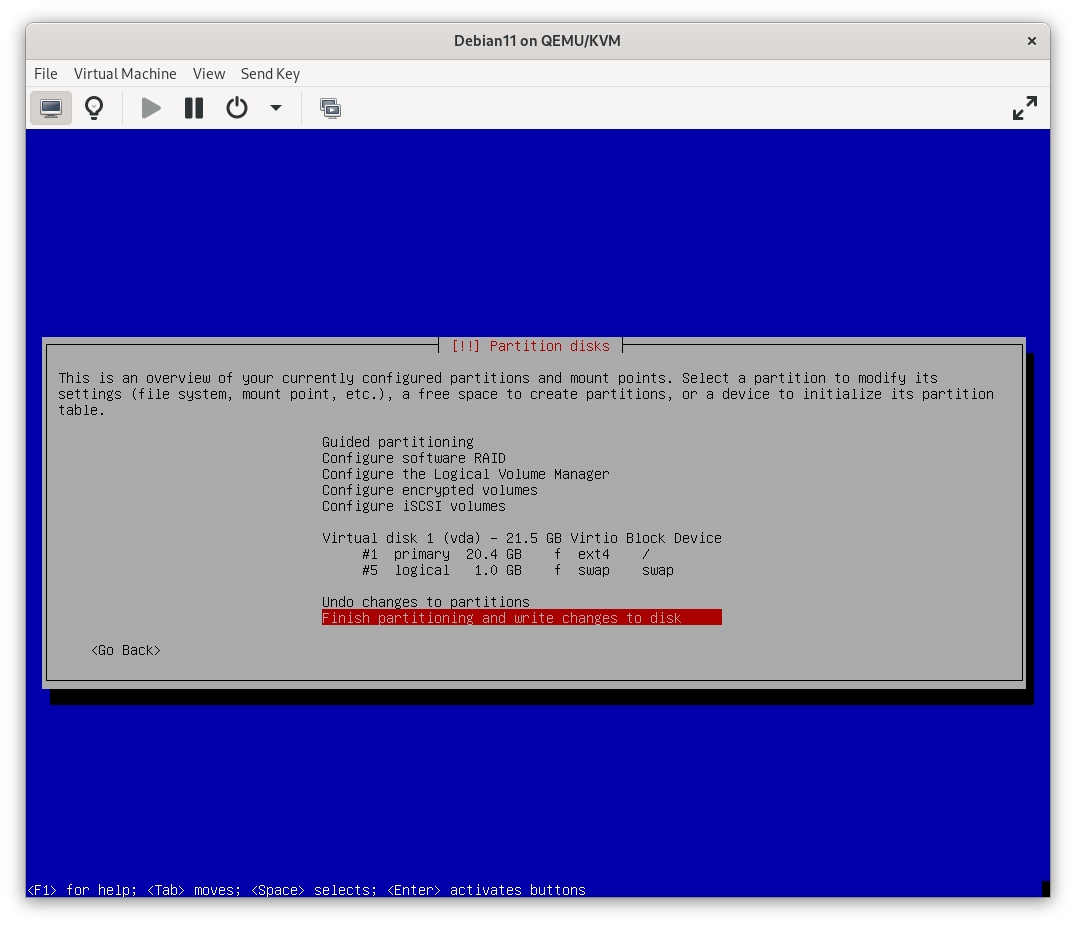 Debian11 on QEMU/KVM
File Virtual Machine View Send Key
[!!] Partition disks
This is an overview of your currently configured partitions and mount points. Select a partition to modify its
settings (file system, mount point, etc.), a free space to create partitions, or a device to initialize its partition
table.
Guided partitioning
Configure software RAID
Configure the Logical Volume Manager
Configure encrypted volumes
Configure iSCSI volumes
Virtual disk 1 (vda) - 21.5 GB Virtio Block Device
#1 primary 20.4 GB f ext4 /
#5 logical 1.0 GB f swap swap
Undo changes to partitions
Finish partitioning and write changes to disk
<Go Back>
<F1> for help; <Tab> moves; <Space> selects; <Enter> activates buttons